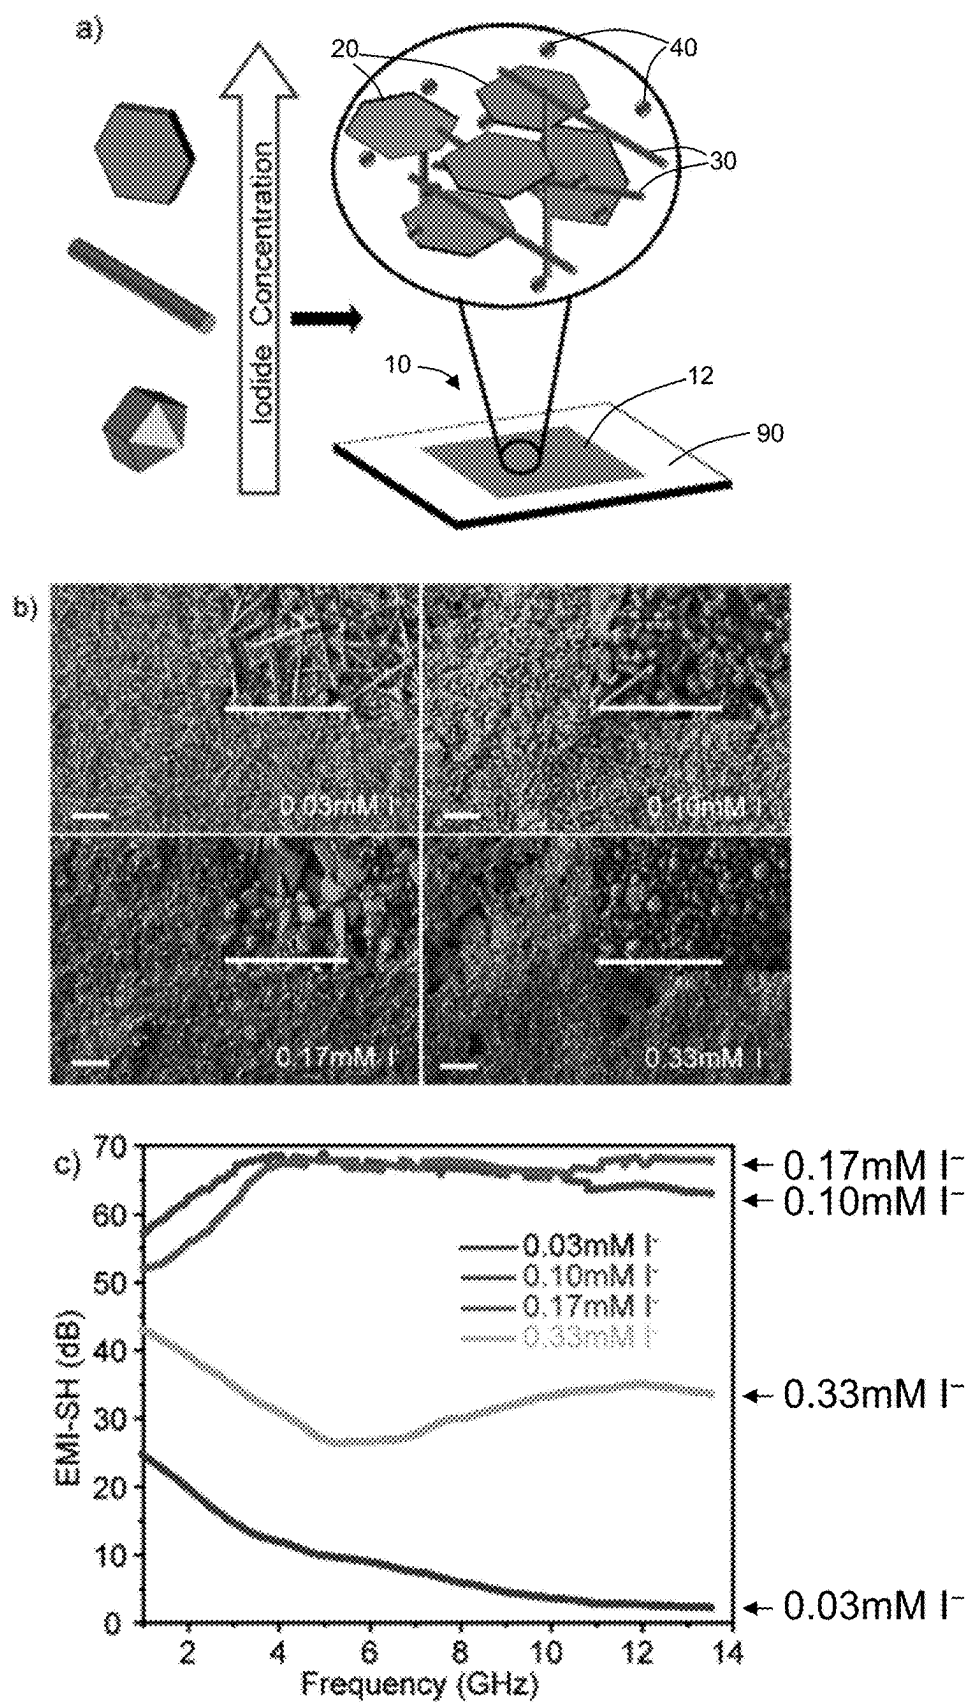 a)
20
40
30
Iodide Concentration
10
12
90
b)
0.03mM I
0.10mM I
0.17mM I
0.33mM I
c)
70
60
50
40
30
20
10
0
EMI-SH (dB)
0.03mM I⁻
0.10mM I⁻
0.17mM I⁻
0.33mM I⁻
0.17mM I⁻
0.10mM I⁻
0.33mM I⁻
0.03mM I⁻
2 4 6 8 10 12 14
Frequency (GHz)